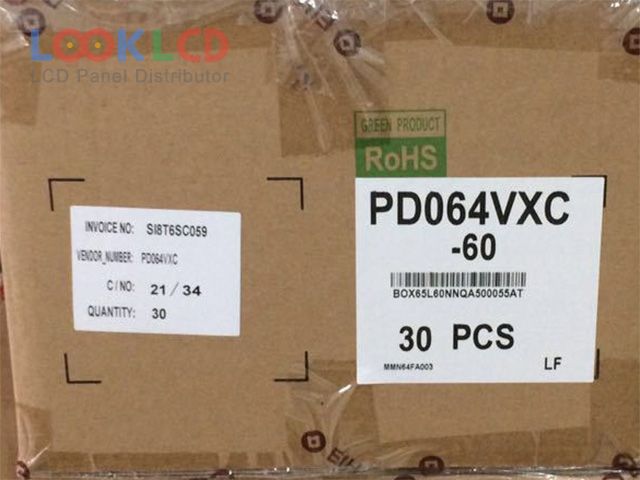 LOOKLCD
LCD Panel Distributor
GREEN PRODUCT
RoHS
INVOICE NO: SI8T6SC059
VENDOR_NUMBER: PD064VXC
C / NO: 21 / 34
QUANTITY: 30
PD064VXC
-60
BOX65L60NNQA500055AT
30 PCS
MMN64FA003
LF